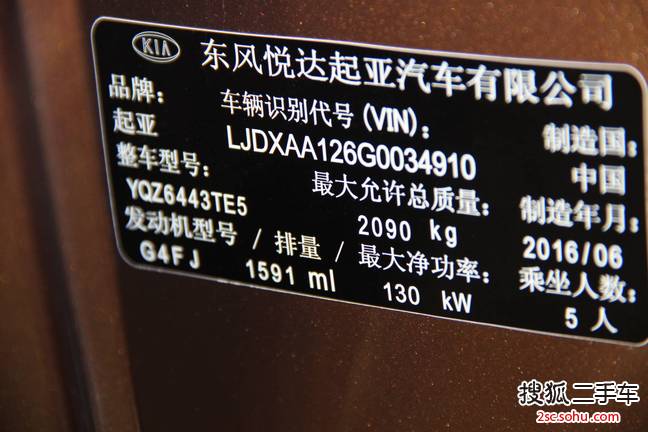 KIA 东风悦达起亚汽车有限公司
品牌： 车辆识别代号(VIN)： 制造国：
起亚 LJDXAA126G0034910 中国
整车型号： 最大允许总质量： 制造年月：
YQZ6443TE5 2090 kg 2016/06
发动机型号 / 排量 / 最大净功率： 乘坐人数：
G4FJ 1591 ml 130 kW 5 人
搜狐二手车
2sc.sohu.com